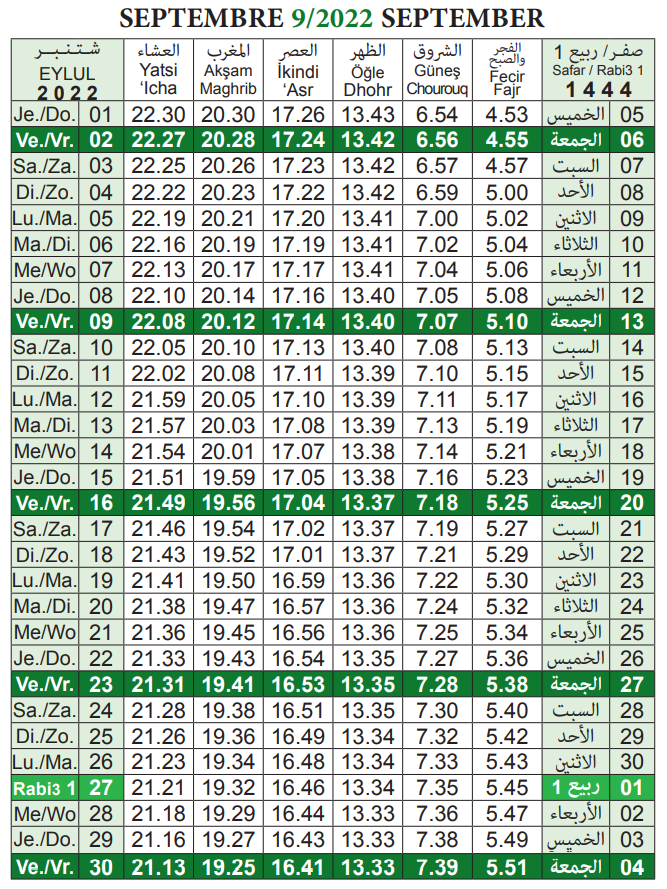 SEPTEMBRE 9/2022 SEPTEMBER
شتنبر العشاء المغرب العصر الظهر الشروق الفجر والصبح صفر/ ربيع 1
EYLUL Yatsi Akşam İkindi Öğle Güneş Fecir Safar / Rabi3 1
2022 ‘Icha Maghrib ‘Asr Dhohr Chourouq Fajr 1444
Je./Do. 01 22.30 20.30 17.26 13.43 6.54 4.53 الخميس 05
Ve./Vr. 02 22.27 20.28 17.24 13.42 6.56 4.55 الجمعة 06
Sa./Za. 03 22.25 20.26 17.23 13.42 6.57 4.57 السبت 07
Di./Zo. 04 22.22 20.23 17.22 13.42 6.59 5.00 الأحد 08
Lu./Ma. 05 22.19 20.21 17.20 13.41 7.00 5.02 الاثنين 09
Ma./Di. 06 22.16 20.19 17.19 13.41 7.02 5.04 الثلاثاء 10
Me/Wo 07 22.13 20.17 17.17 13.41 7.04 5.06 الأربعاء 11
Je./Do. 08 22.10 20.14 17.16 13.40 7.05 5.08 الخميس 12
Ve./Vr. 09 22.08 20.12 17.14 13.40 7.07 5.10 الجمعة 13
Sa./Za. 10 22.05 20.10 17.13 13.40 7.08 5.13 السبت 14
Di./Zo. 11 22.02 20.08 17.11 13.39 7.10 5.15 الأحد 15
Lu./Ma. 12 21.59 20.05 17.10 13.39 7.11 5.17 الاثنين 16
Ma./Di. 13 21.57 20.03 17.08 13.39 7.13 5.19 الثلاثاء 17
Me/Wo 14 21.54 20.01 17.07 13.38 7.14 5.21 الأربعاء 18
Je./Do. 15 21.51 19.59 17.05 13.38 7.16 5.23 الخميس 19
Ve./Vr. 16 21.49 19.56 17.04 13.37 7.18 5.25 الجمعة 20
Sa./Za. 17 21.46 19.54 17.02 13.37 7.19 5.27 السبت 21
Di./Zo. 18 21.43 19.52 17.01 13.37 7.21 5.29 الأحد 22
Lu./Ma. 19 21.41 19.50 16.59 13.36 7.22 5.30 الاثنين 23
Ma./Di. 20 21.38 19.47 16.57 13.36 7.24 5.32 الثلاثاء 24
Me/Wo 21 21.36 19.45 16.56 13.36 7.25 5.34 الأربعاء 25
Je./Do. 22 21.33 19.43 16.54 13.35 7.27 5.36 الخميس 26
Ve./Vr. 23 21.31 19.41 16.53 13.35 7.28 5.38 الجمعة 27
Sa./Za. 24 21.28 19.38 16.51 13.35 7.30 5.40 السبت 28
Di./Zo. 25 21.26 19.36 16.49 13.34 7.32 5.42 الأحد 29
Lu./Ma. 26 21.23 19.34 16.48 13.34 7.33 5.43 الاثنين 30
Rabi3 1 27 21.21 19.32 16.46 13.34 7.35 5.45 ربيع 1 01
Me/Wo 28 21.18 19.29 16.44 13.33 7.36 5.47 الأربعاء 02
Je./Do. 29 21.16 19.27 16.43 13.33 7.38 5.49 الخميس 03
Ve./Vr. 30 21.13 19.25 16.41 13.33 7.39 5.51 الجمعة 04